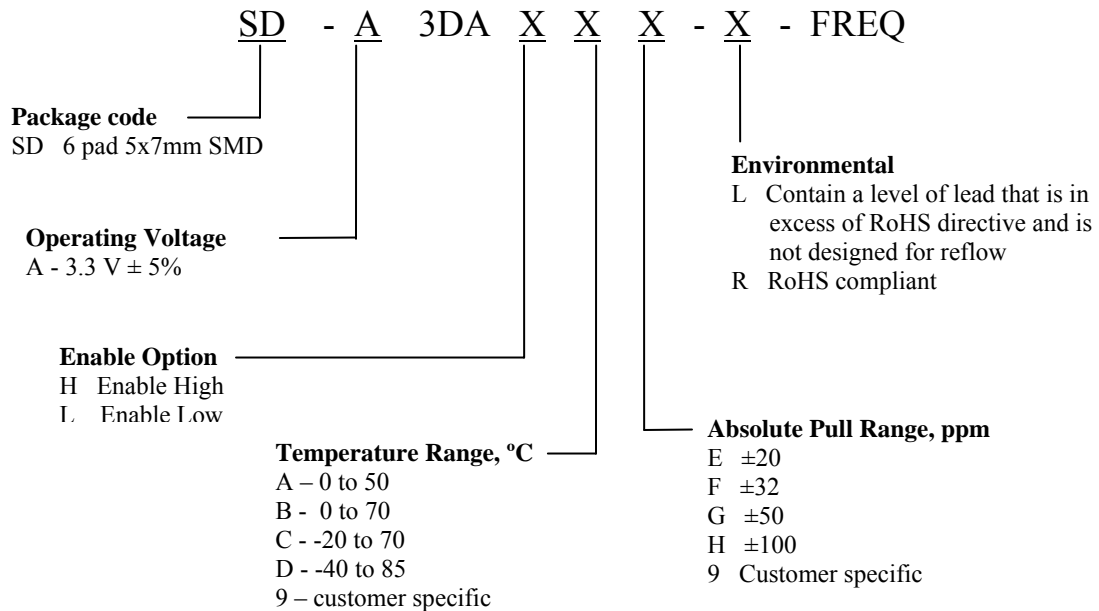 SD - A 3DA X X X - X - FREQ
Package code
SD 6 pad 5x7mm SMD
Operating Voltage
A - 3.3 V ± 5%
Enable Option
H Enable High
L Enable Low
Temperature Range, ºC
A – 0 to 50
B - 0 to 70
C - -20 to 70
D - -40 to 85
9 – customer specific
Absolute Pull Range, ppm
E ±20
F ±32
G ±50
H ±100
9 Customer specific
Environmental
L Contain a level of lead that is in
excess of RoHS directive and is
not designed for reflow
R RoHS compliant